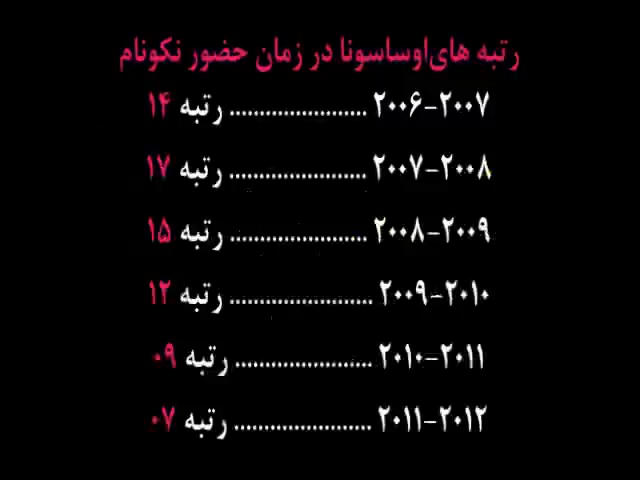 رتبه های‌اوساسونا در زمان حضور نکونام
۲۰۰۶-۲۰۰۷ ....................... رتبه ۱۴
۲۰۰۷-۲۰۰۸ ....................... رتبه ۱۷
۲۰۰۸-۲۰۰۹ ....................... رتبه ۱۵
۲۰۰۹-۲۰۱۰ ........................ رتبه ۱۲
۲۰۱۰-۲۰۱۱ ....................... رتبه ۰۹
۲۰۱۱-۲۰۱۲ ....................... رتبه ۰۷